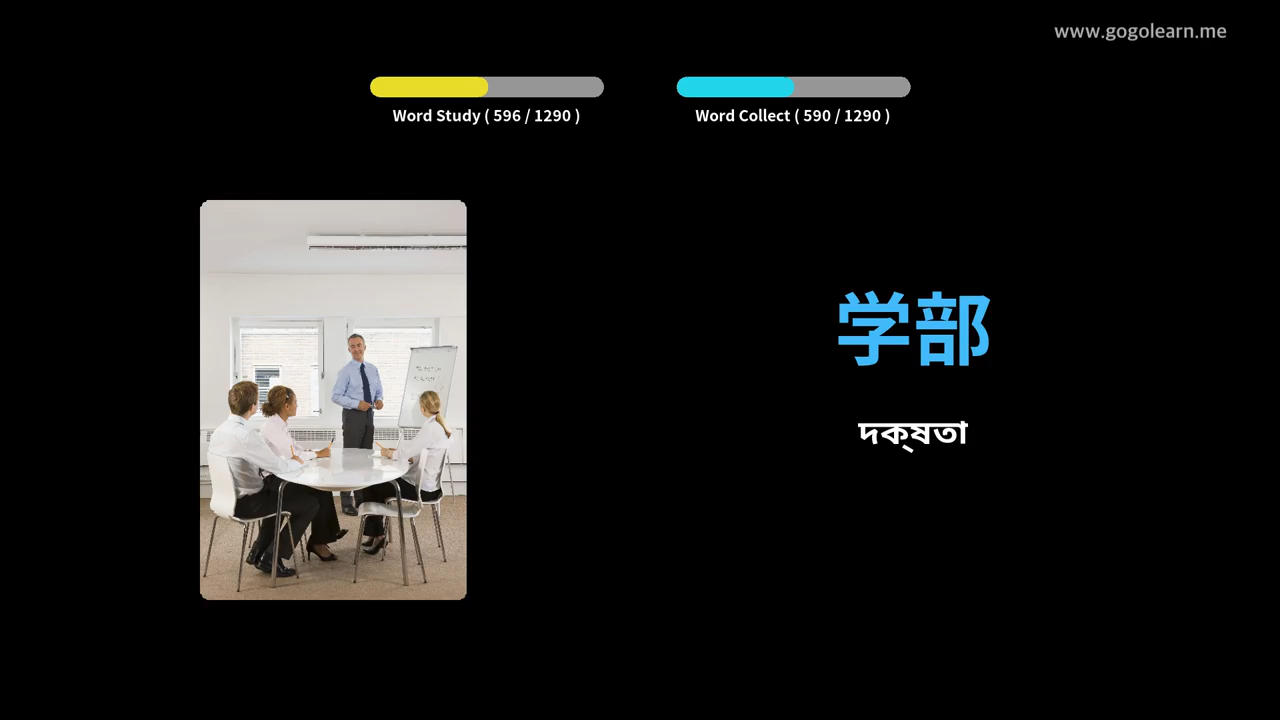 www.gogolearn.me
Word Study ( 596 / 1290 )
Word Collect ( 590 / 1290 )
学部
দক্ষতা